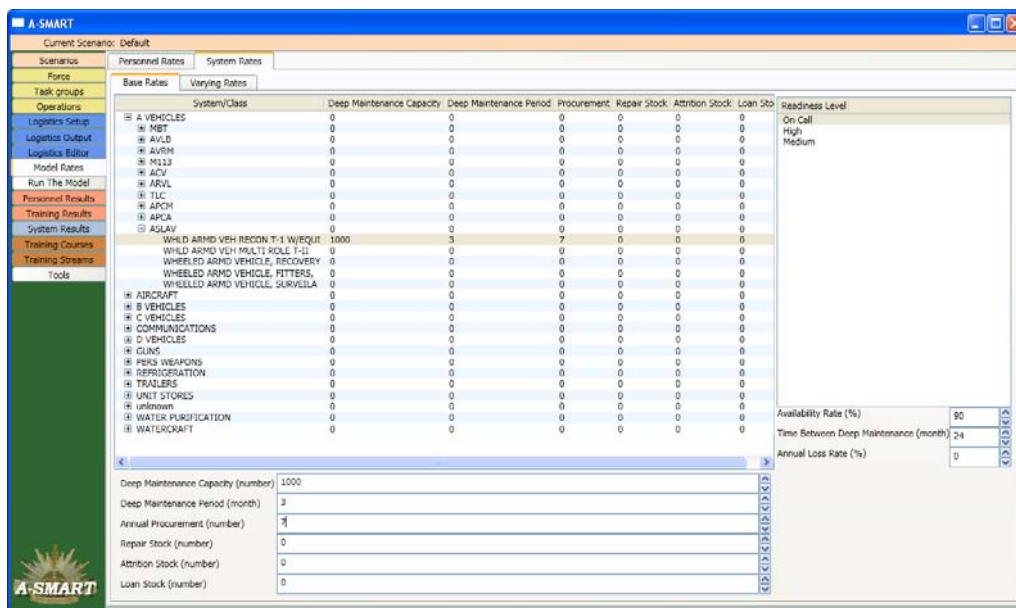 A-SMART
Current Scenario: Default
Scenarios
Force
Task groups
Operations
Logistics Setup
Logistics Output
Logistics Editor
Model Rates
Run The Model
Personnel Results
Training Results
System Results
Training Courses
Training Streams
Tools
A-SMART
Personnel Rates System Rates
Base Rates Varying Rates
System/Class Deep Maintenance Capacity Deep Maintenance Period Procurement Repair Stock Attrition Stock Loan Sto
A VEHICLES 0 0 0 0 0 0
MBT 0 0 0 0 0 0
AVLB 0 0 0 0 0 0
AVRM 0 0 0 0 0 0
M113 0 0 0 0 0 0
ACV 0 0 0 0 0 0
ARVL 0 0 0 0 0 0
TLC 0 0 0 0 0 0
APCM 0 0 0 0 0 0
APCA 0 0 0 0 0 0
ASLAV 0 0 0 0 0 0
WHLD ARMD VEH RECON T-1 W/EQUI 1000 3 7 0 0 0
WHLD ARMD VEH MULTI ROLE T-II 0 0 0 0 0 0
WHEELED ARMD VEHICLE, RECOVERY 0 0 0 0 0 0
WHEELED ARMD VEHICLE, FITTERS, 0 0 0 0 0 0
WHEELED ARMD VEHICLE, SURVEILA 0 0 0 0 0 0
AIRCRAFT 0 0 0 0 0 0
B VEHICLES 0 0 0 0 0 0
C VEHICLES 0 0 0 0 0 0
COMMUNICATIONS 0 0 0 0 0 0
D VEHICLES 0 0 0 0 0 0
GUNS 0 0 0 0 0 0
PERS WEAPONS 0 0 0 0 0 0
REFRIGERATION 0 0 0 0 0 0
TRAILERS 0 0 0 0 0 0
UNIT STORES 0 0 0 0 0 0
unknown 0 0 0 0 0 0
WATER PURIFICATION 0 0 0 0 0 0
WATERCRAFT 0 0 0 0 0 0
Deep Maintenance Capacity (number) 1000
Deep Maintenance Period (month) 3
Annual Procurement (number) 7
Repair Stock (number) 0
Attrition Stock (number) 0
Loan Stock (number) 0
Readiness Level
On Call
High
Medium
Availability Rate (%) 90
Time Between Deep Maintenance (month) 24
Annual Loss Rate (%) 0